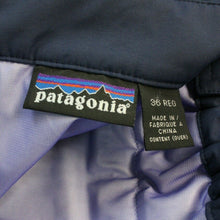 patagonia®
36 REG
MADE IN /
FABRIQUÉ A
CHINA
CONTENT (OVER)